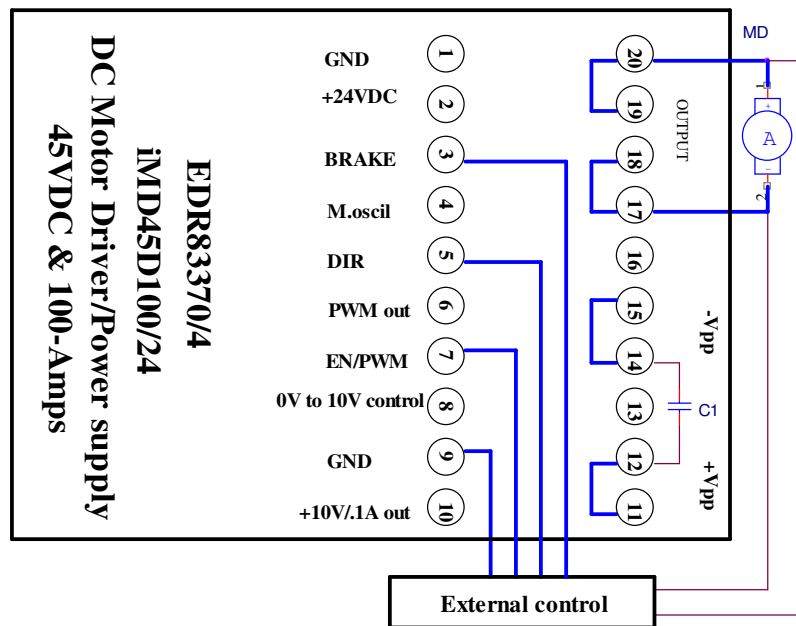 EDR83370/4
iMD45D100/24
DC Motor Driver/Power supply
45VDC & 100-Amps
GND
1
+24VDC
2
BRAKE
3
M.oscil
4
DIR
5
PWM out
6
EN/PWM
7
0V to 10V control
8
GND
9
+10V/.1A out
10
20
19
OUTPUT
18
17
16
15
-Vpp
14
13
12
+Vpp
11
MD
1
+
A
-
2
C1
External control